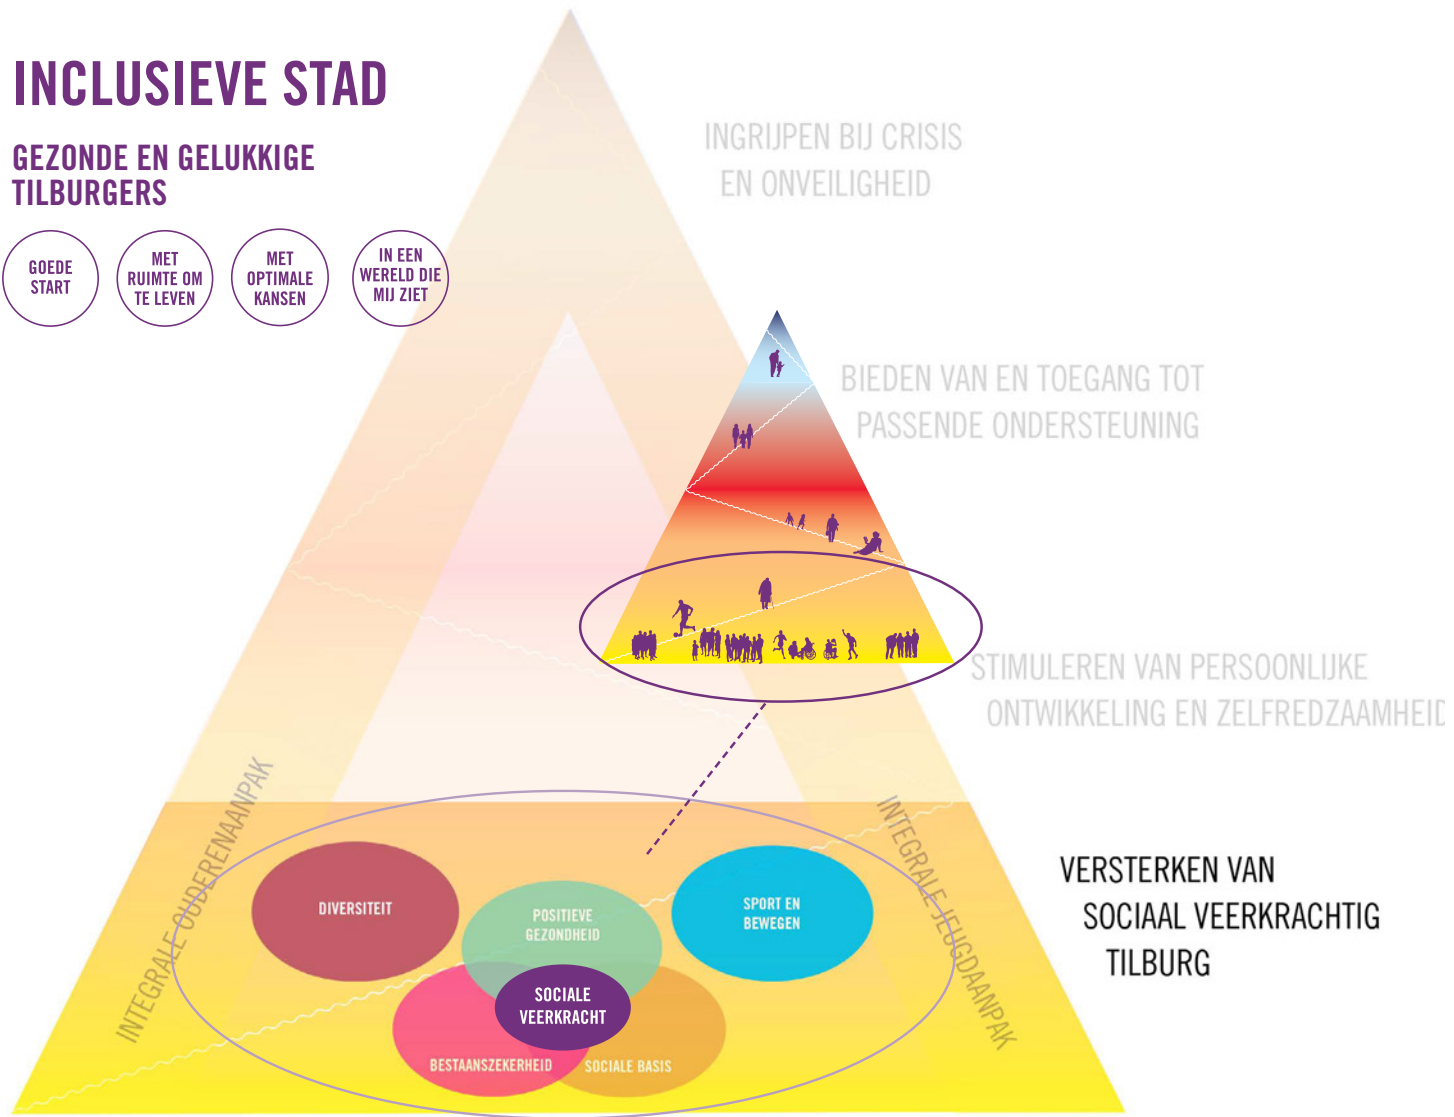 INCLUSIEVE STAD
GEZONDE EN GELUKKIGE
TILBURGERS
GOEDE
START
MET
RUIMTE OM
TE LEVEN
MET
OPTIMALE
KANSEN
IN EEN
WERELD DIE
MIJ ZIET
INGRIJPEN BIJ CRISIS
EN ONVEILIGHEID
BIEDEN VAN EN TOEGANG TOT
PASSENDE ONDERSTEUNING
STIMULEREN VAN PERSOONLIJKE
ONTWIKKELING EN ZELFREDZAAMHEID
INTEGRALE OUDERENAANPAK
INTEGRALE JEUGDAANPAK
VERSTERKEN VAN
SOCIAAL VEERKRACHTIG
TILBURG
DIVERSITEIT
POSITIEVE
GEZONDHEID
SPORT EN
BEWEGEN
SOCIALE
VEERKRACHT
BESTAANSZEKERHEID
SOCIALE BASIS